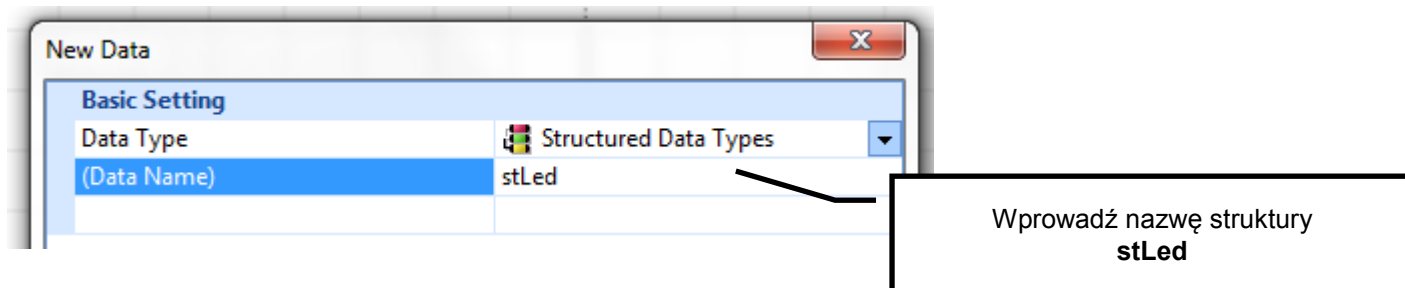 New Data
Basic Setting
Data Type Structured Data Types
(Data Name) stLed
Wprowadź nazwę struktury
stLed